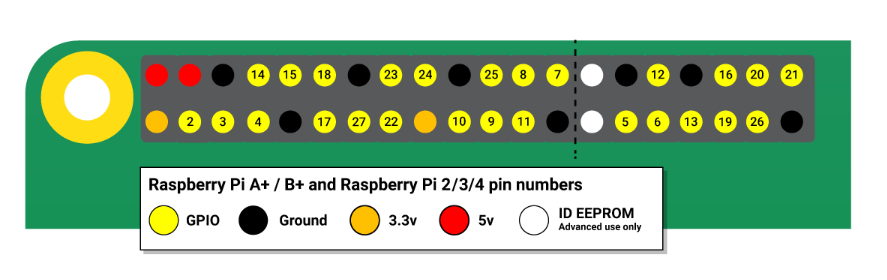 14 15 18 23 24 25 8 7 12 16 20 21
2 3 4 17 27 22 10 9 11 5 6 13 19 26
Raspberry Pi A+ / B+ and Raspberry Pi 2/3/4 pin numbers
GPIO Ground 3.3v 5v ID EEPROM
Advanced use only